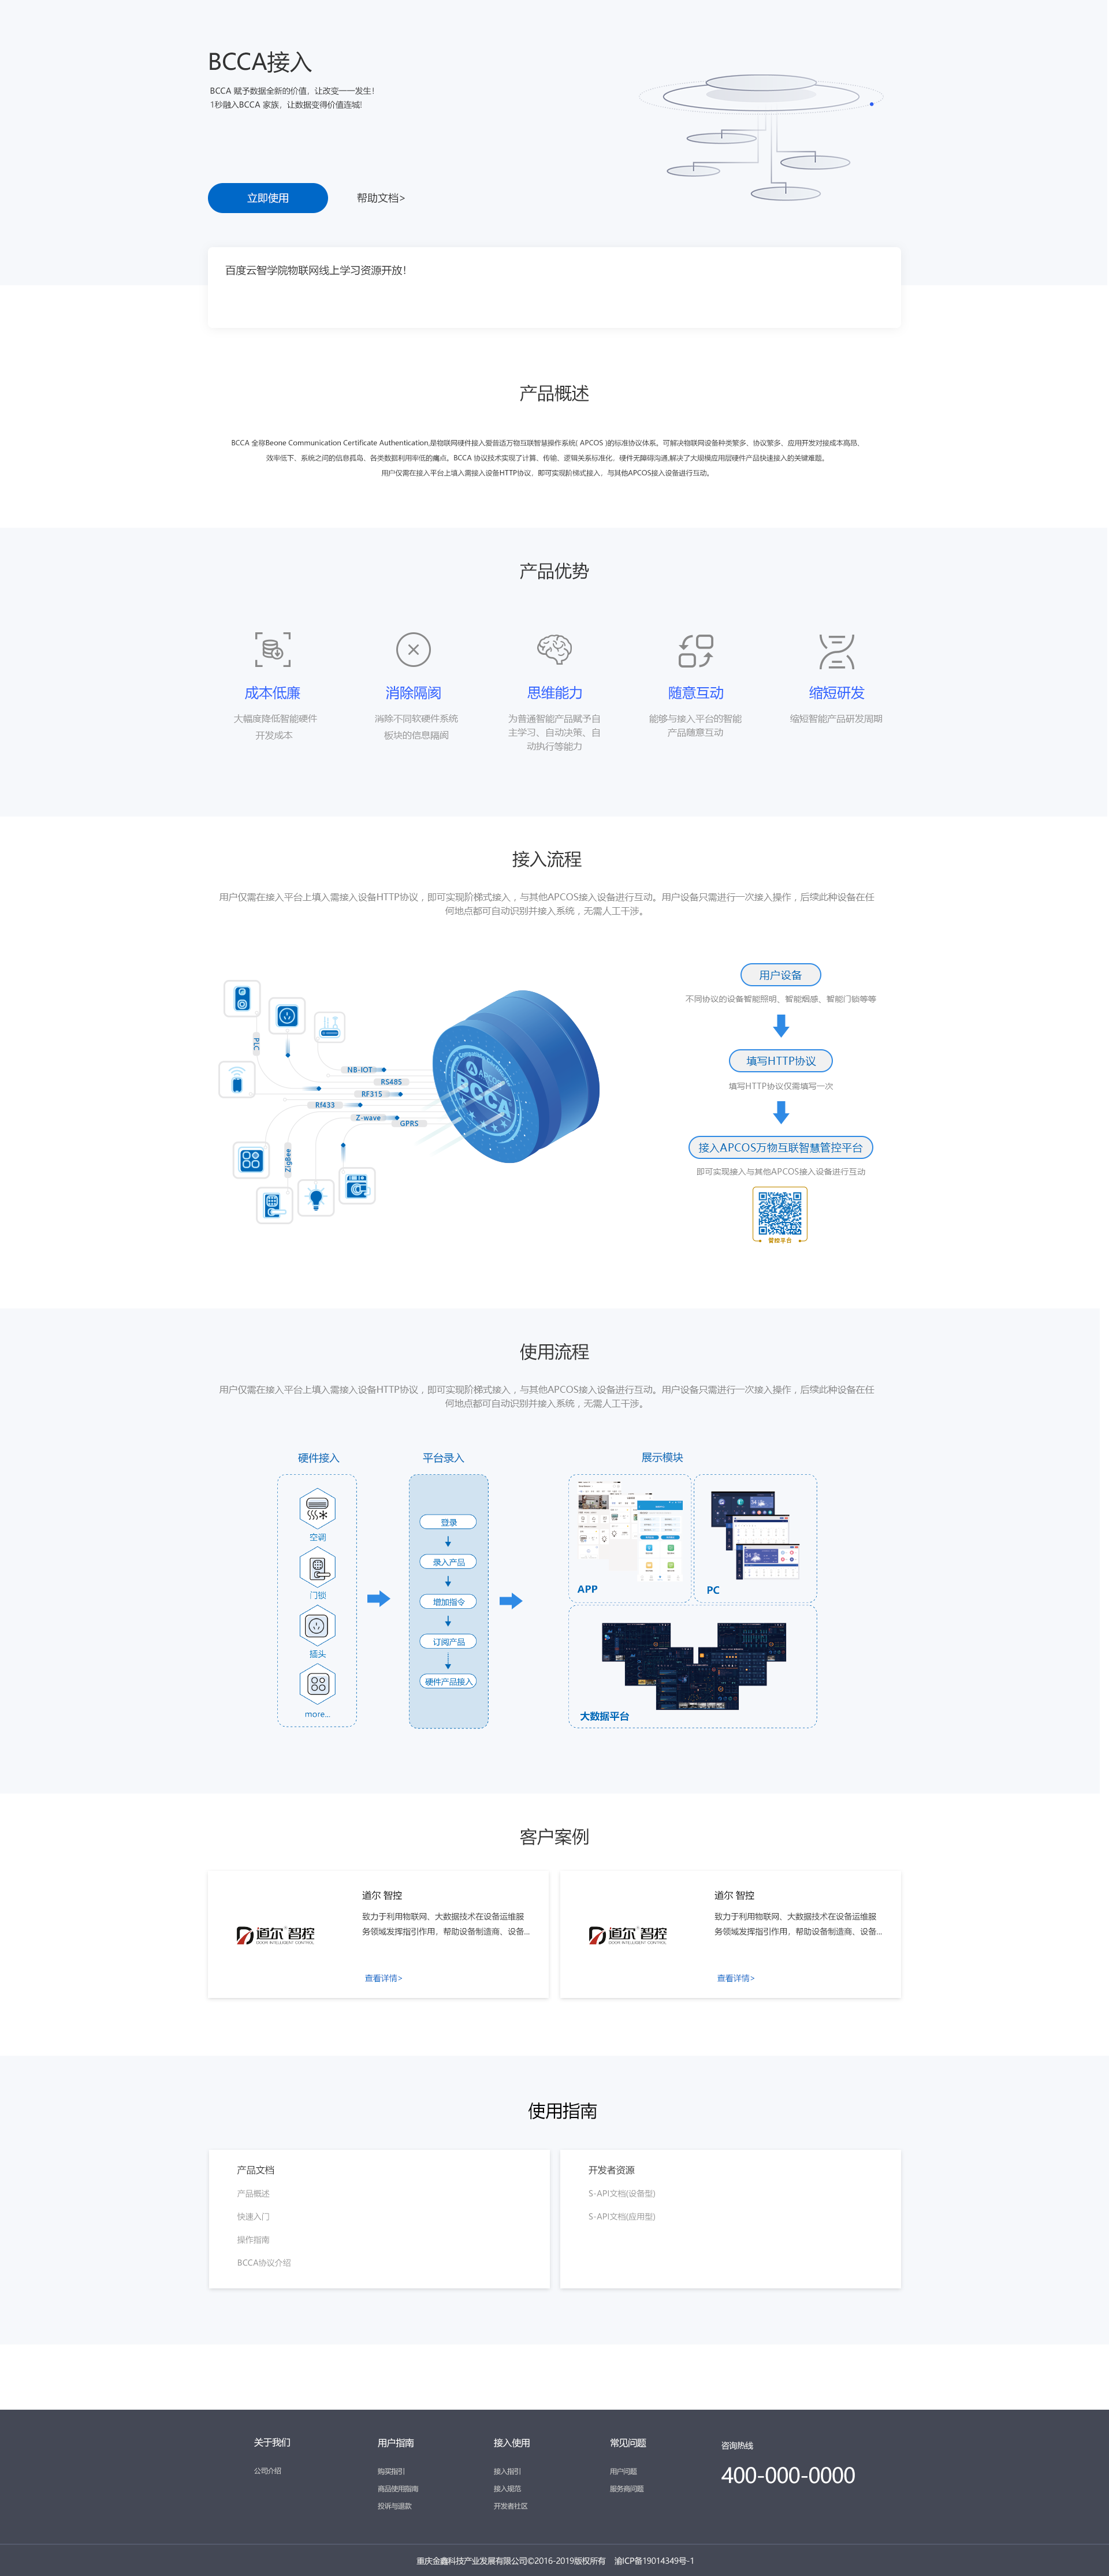 BCCA接入
BCCA 赋予数据全新的价值，让改变一一发生！
1秒融入BCCA 家族，让数据变得价值连城!
立即使用
帮助文档>
百度云智学院物联网线上学习资源开放！
产品概述
BCCA 全称Beone Communication Certificate Authentication,是物联网硬件接入爱普适万物互联智慧操作系统( APCOS )的标准协议体系。可解决物联网设备种类繁多、协议繁多、应用开发对接成本高昂、
效率低下、系统之间的信息孤岛、各类数据利用率低的痛点。BCCA 协议技术实现了计算、传输、逻辑关系标准化、硬件无障碍沟通,解决了大规模应用层硬件产品快速接入的关键难题。
用户仅需在接入平台上填入需接入设备HTTP协议、即可实现阶梯式接入、与其他APCOS接入设备进行互动。
产品优势
成本低廉
大幅度降低智能硬件
开发成本
消除隔阂
消除不同软硬件系统
板块的信息隔阂
思维能力
为普通智能产品赋予自
主学习、自动决策、自
动执行等能力
随意互动
能够与接入平台的智能
产品随意互动
缩短研发
缩短智能产品研发周期
接入流程
用户仅需在接入平台上填入需接入设备HTTP协议，即可实现阶梯式接入，与其他APCOS接入设备进行互动。用户设备只需进行一次接入操作，后续此种设备在任
何地点都可自动识别并接入系统，无需人工干涉。
PLC
NB-IOT
RS485
RF315
Rf433
Z-wave
GPRS
ZigBee
APCOS
BCCA
用户设备
不同协议的设备智能照明、智能烟感、智能门锁等等
填写HTTP协议
填写HTTP协议仅需填写一次
接入APCOS万物互联智慧管控平台
即可实现接入与其他APCOS接入设备进行互动
管控平台
使用流程
用户仅需在接入平台上填入需接入设备HTTP协议，即可实现阶梯式接入，与其他APCOS接入设备进行互动。用户设备只需进行一次接入操作，后续此种设备在任
何地点都可自动识别并接入系统，无需人工干涉。
硬件接入
空调
门锁
插头
more...
平台录入
登录
录入产品
增加指令
订阅产品
硬件产品接入
展示模块
APP
PC
大数据平台
客户案例
道尔®智控
DOOR INTELLIGENT CONTROL
道尔 智控
致力于利用物联网、大数据技术在设备运维服
务领域发挥指引作用，帮助设备制造商、设备...
查看详情>
道尔®智控
DOOR INTELLIGENT CONTROL
道尔 智控
致力于利用物联网、大数据技术在设备运维服
务领域发挥指引作用，帮助设备制造商、设备...
查看详情>
使用指南
产品文档
产品概述
快速入门
操作指南
BCCA协议介绍
开发者资源
S-API文档(设备型)
S-API文档(应用型)
关于我们
公司介绍
用户指南
购买指引
商品使用指南
投诉与退款
接入使用
接入指引
接入规范
开发者社区
常见问题
用户问题
服务商问题
咨询热线
400-000-0000
重庆金鑫科技产业发展有限公司©2016-2019版权所有 渝ICP备19014349号-1